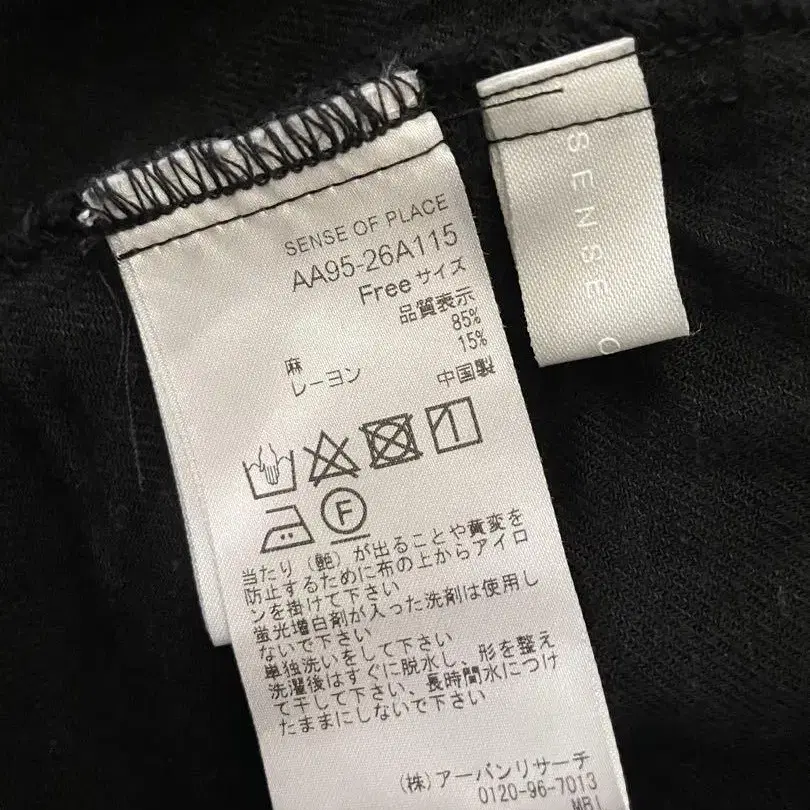 SENSE OF PLACE
AA95-26A115
Freeサイズ
品質表示
麻 85%
レーヨン 15%
中国製
F
当たり(艶)が出ることや黄変を
防止するために布の上からアイロ
ンを掛けて下さい
蛍光増白剤が入った洗剤は使用し
ないで下さい
単独洗いをして下さい
洗濯後はすぐに脱水し、形を整え
て干して下さい、長時間水につけ
たままにしないで下さい
(株)アーバンリサーチ
0120-96-7013
MB
SENSE O